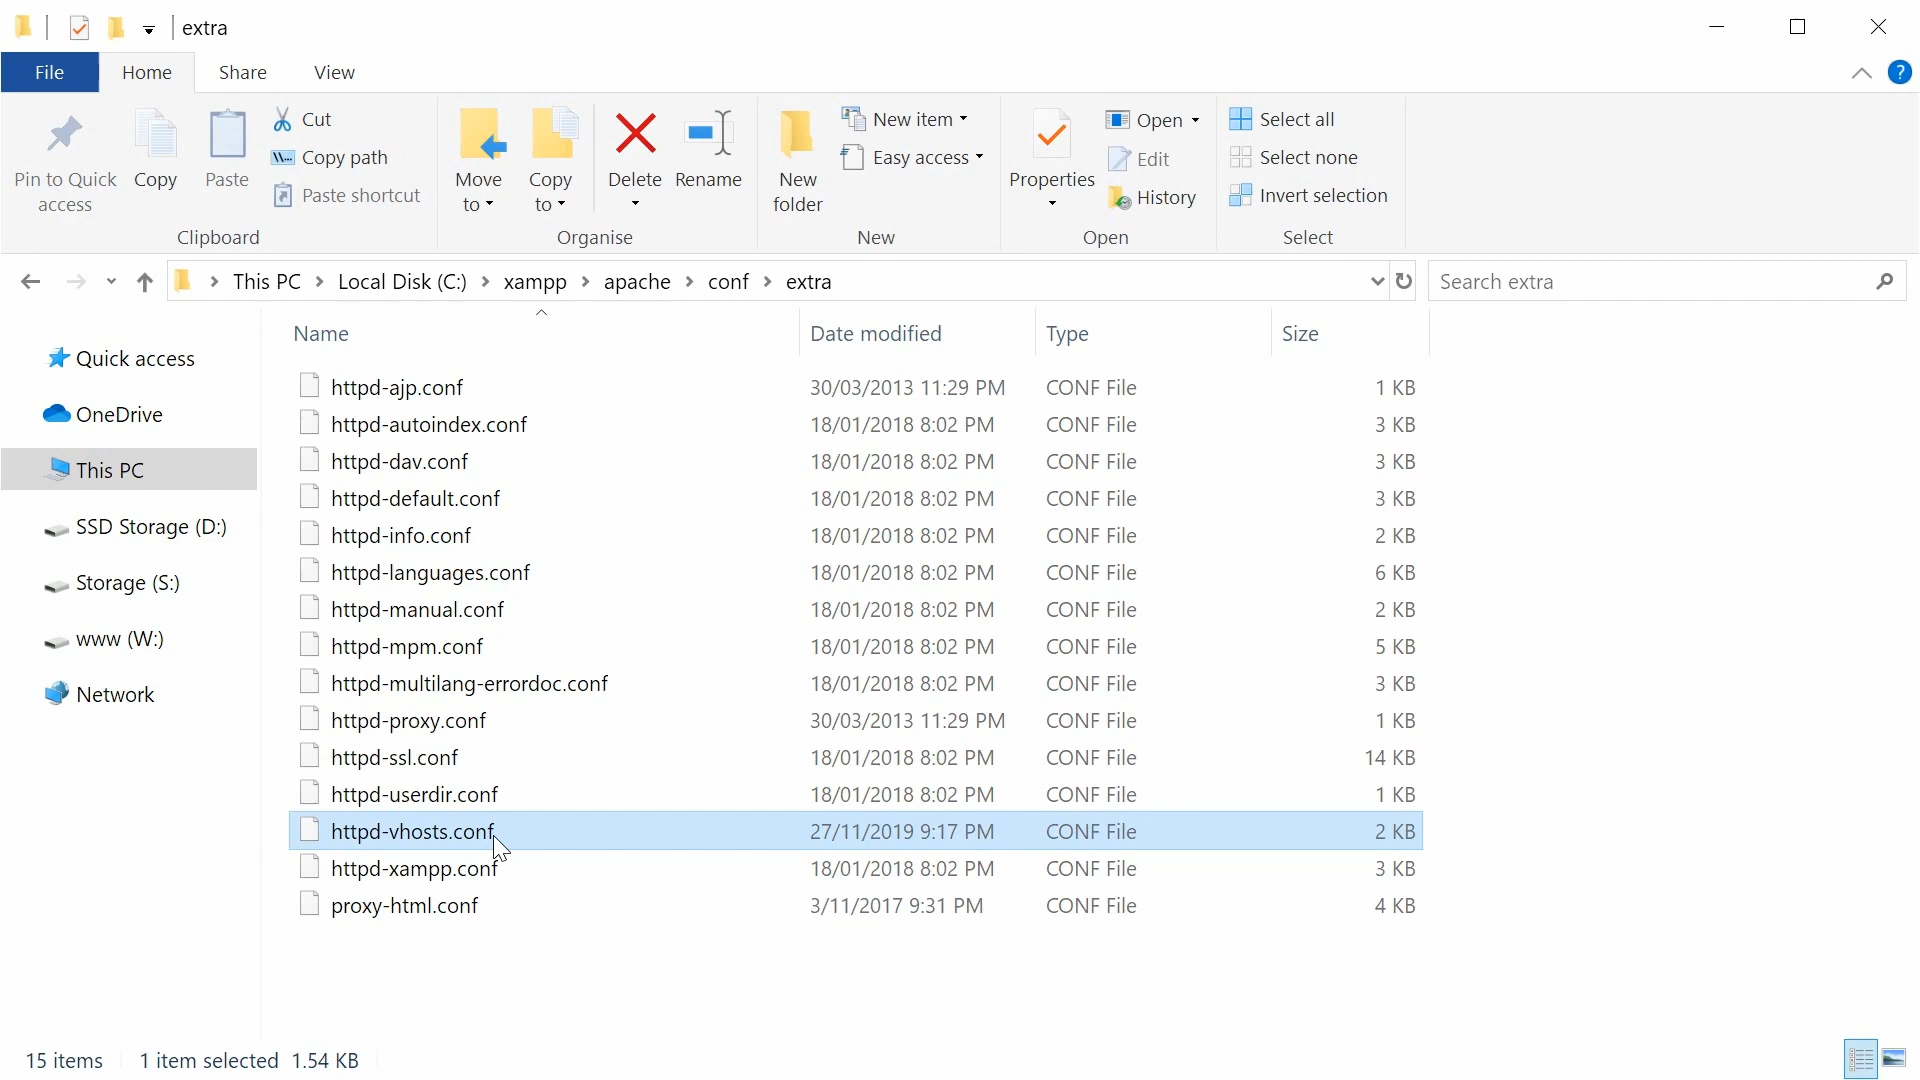 extra
File Home Share View
Pin to Quick access
Copy
Paste
Cut
Copy path
Paste shortcut
Clipboard
Move to
Copy to
Delete
Rename
Organise
New folder
New item
Easy access
New
Properties
Open
Edit
History
Open
Select all
Select none
Invert selection
Select
This PC > Local Disk (C:) > xampp > apache > conf > extra
Search extra
Quick access
OneDrive
This PC
SSD Storage (D:)
Storage (S:)
www (W:)
Network
Name Date modified Type Size
httpd-ajp.conf 30/03/2013 11:29 PM CONF File 1 KB
httpd-autoindex.conf 18/01/2018 8:02 PM CONF File 3 KB
httpd-dav.conf 18/01/2018 8:02 PM CONF File 3 KB
httpd-default.conf 18/01/2018 8:02 PM CONF File 3 KB
httpd-info.conf 18/01/2018 8:02 PM CONF File 2 KB
httpd-languages.conf 18/01/2018 8:02 PM CONF File 6 KB
httpd-manual.conf 18/01/2018 8:02 PM CONF File 2 KB
httpd-mpm.conf 18/01/2018 8:02 PM CONF File 5 KB
httpd-multilang-errordoc.conf 18/01/2018 8:02 PM CONF File 3 KB
httpd-proxy.conf 30/03/2013 11:29 PM CONF File 1 KB
httpd-ssl.conf 18/01/2018 8:02 PM CONF File 14 KB
httpd-userdir.conf 18/01/2018 8:02 PM CONF File 1 KB
httpd-vhosts.conf 27/11/2019 9:17 PM CONF File 2 KB
httpd-xampp.conf 18/01/2018 8:02 PM CONF File 3 KB
proxy-html.conf 3/11/2017 9:31 PM CONF File 4 KB
15 items 1 item selected 1.54 KB